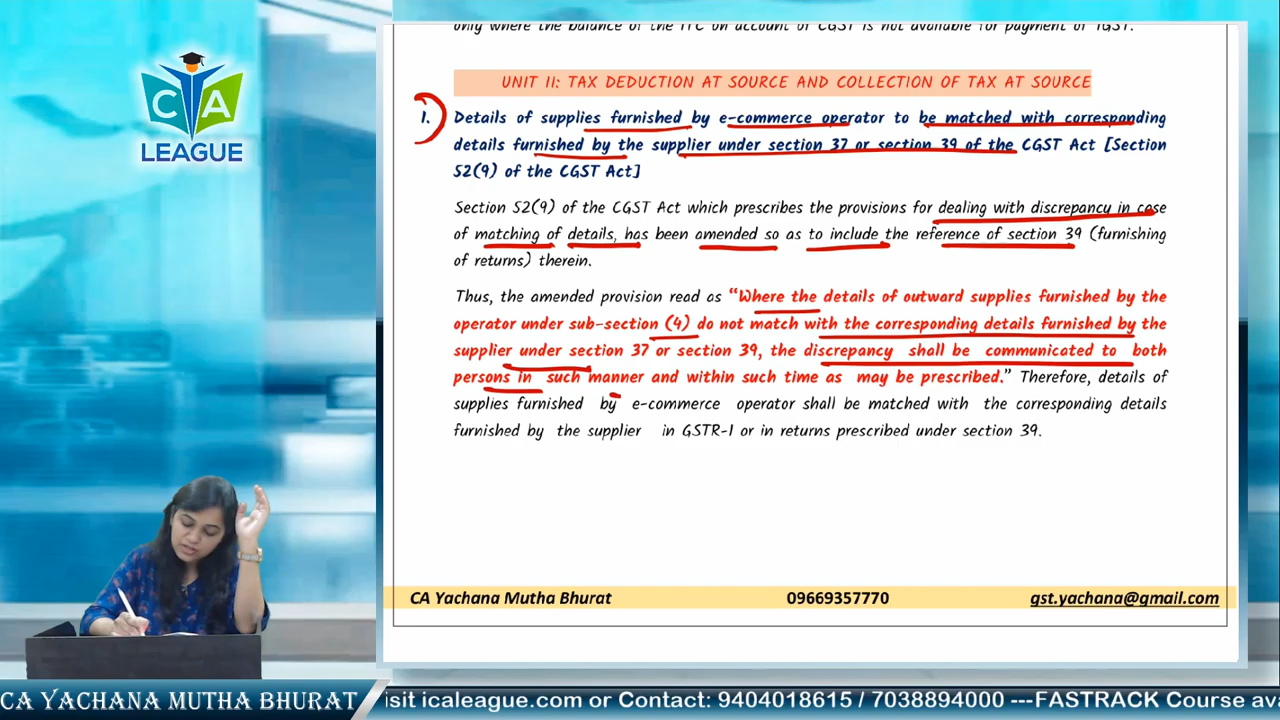 only where the balance of the ITC on account of CGST is not available for payment of IGST.
UNIT II: TAX DEDUCTION AT SOURCE AND COLLECTION OF TAX AT SOURCE
1. Details of supplies furnished by e-commerce operator to be matched with corresponding
details furnished by the supplier under section 37 or section 39 of the CGST Act [Section
52(9) of the CGST Act]
Section 52(9) of the CGST Act which prescribes the provisions for dealing with discrepancy in case
of matching of details, has been amended so as to include the reference of section 39 (furnishing
of returns) therein.
Thus, the amended provision read as “Where the details of outward supplies furnished by the
operator under sub-section (4) do not match with the corresponding details furnished by the
supplier under section 37 or section 39, the discrepancy shall be communicated to both
persons in such manner and within such time as may be prescribed.” Therefore, details of
supplies furnished by e-commerce operator shall be matched with the corresponding details
furnished by the supplier in GSTR-1 or in returns prescribed under section 39.
CA Yachana Mutha Bhurat 09669357770 gst.yachana@gmail.com
CA
LEAGUE
CA YACHANA MUTHA BHURAT
isit icaleague.com or Contact: 9404018615 / 7038894000 ---FASTRACK Course av